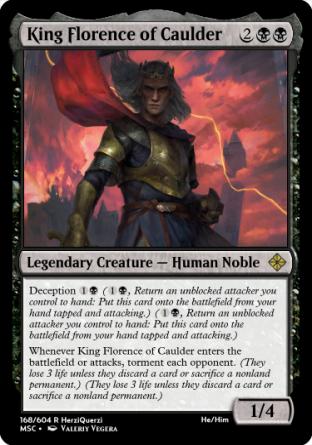 King Florence of Caulder 2
Legendary Creature — Human Noble
Deception 1 ( 1 , Return an unblocked attacker you
control to hand: Put this card onto the battlefield from your
hand tapped and attacking.) ( 1 , Return an unblocked
attacker you control to hand: Put this card onto the
battlefield from your hand tapped and attacking.)
Whenever King Florence of Caulder enters the
battlefield or attacks, torment each opponent. (They
lose 3 life unless they discard a card or sacrifice a nonland
permanent.) (They lose 3 life unless they discard a card or
sacrifice a nonland permanent.)
1/4
168/604 R HerziQuerzi He/Him
MSC • Valeriy Vegera